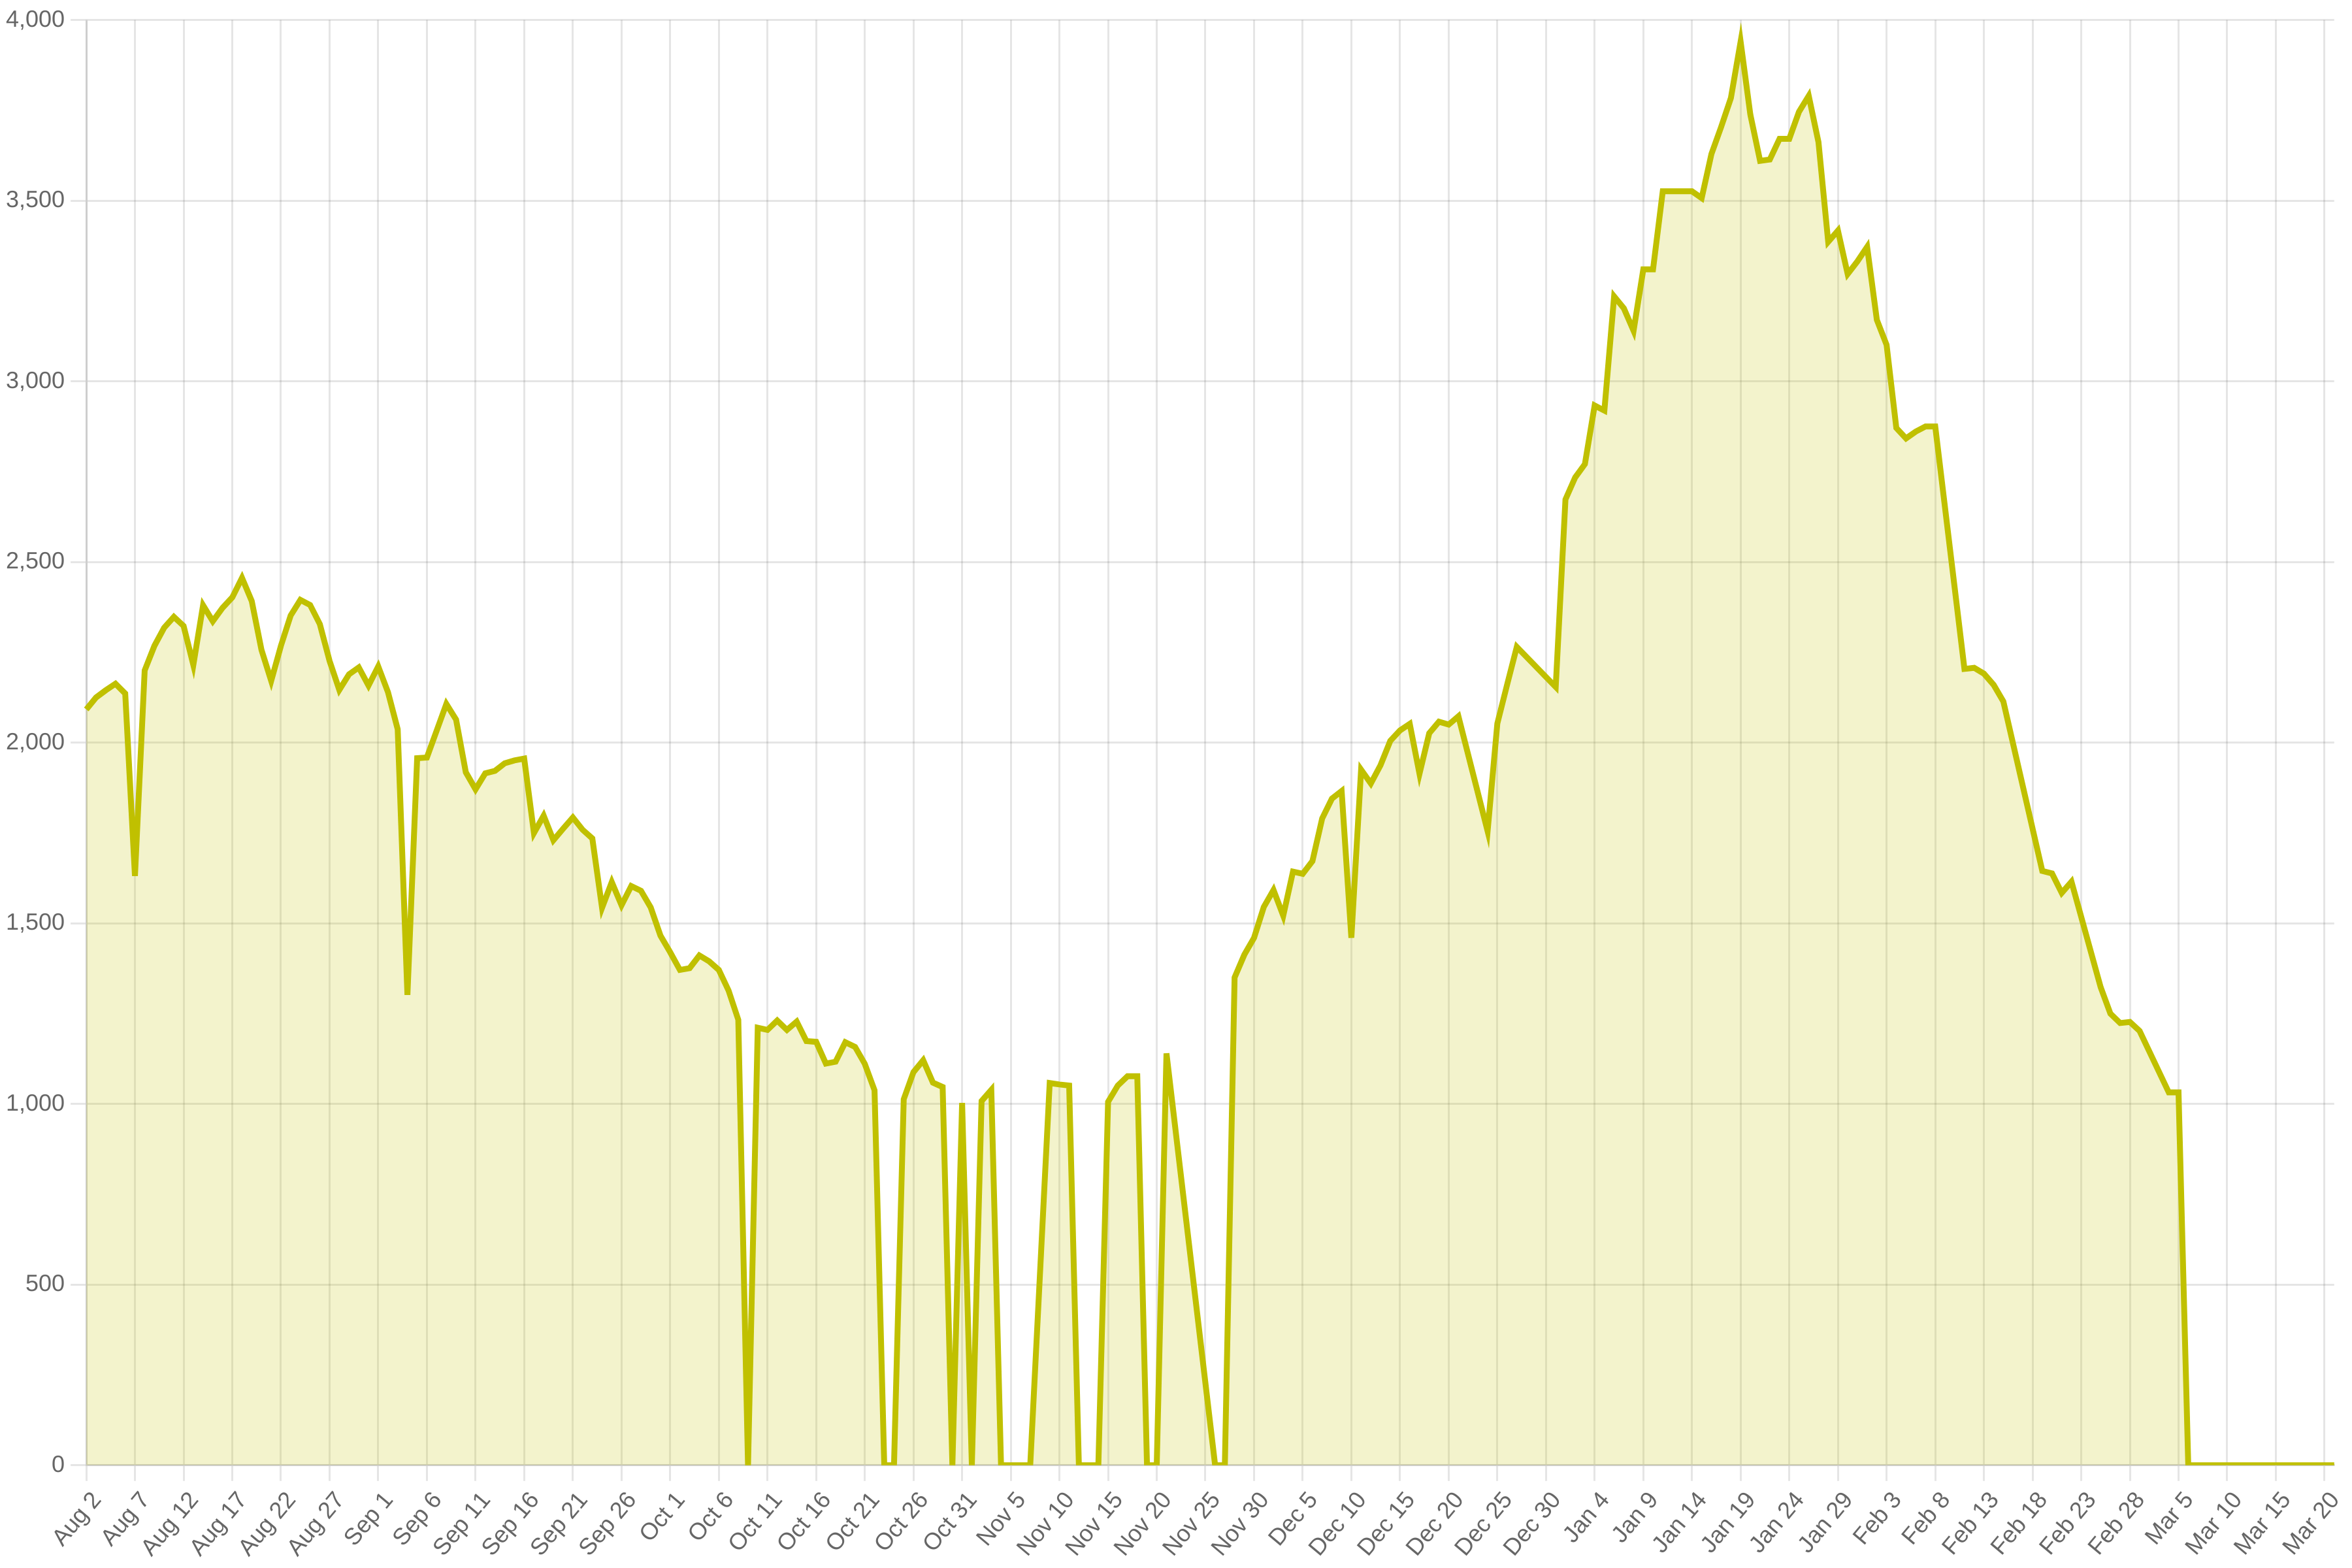 4,000
3,500
3,000
2,500
2,000
1,500
1,000
500
0
Aug 2
Aug 7
Aug 12
Aug 17
Aug 22
Aug 27
Sep 1
Sep 6
Sep 11
Sep 16
Sep 21
Sep 26
Oct 1
Oct 6
Oct 11
Oct 16
Oct 21
Oct 26
Oct 31
Nov 5
Nov 10
Nov 15
Nov 20
Nov 25
Nov 30
Dec 5
Dec 10
Dec 15
Dec 20
Dec 25
Dec 30
Jan 4
Jan 9
Jan 14
Jan 19
Jan 24
Jan 29
Feb 3
Feb 8
Feb 13
Feb 18
Feb 23
Feb 28
Mar 5
Mar 10
Mar 15
Mar 20